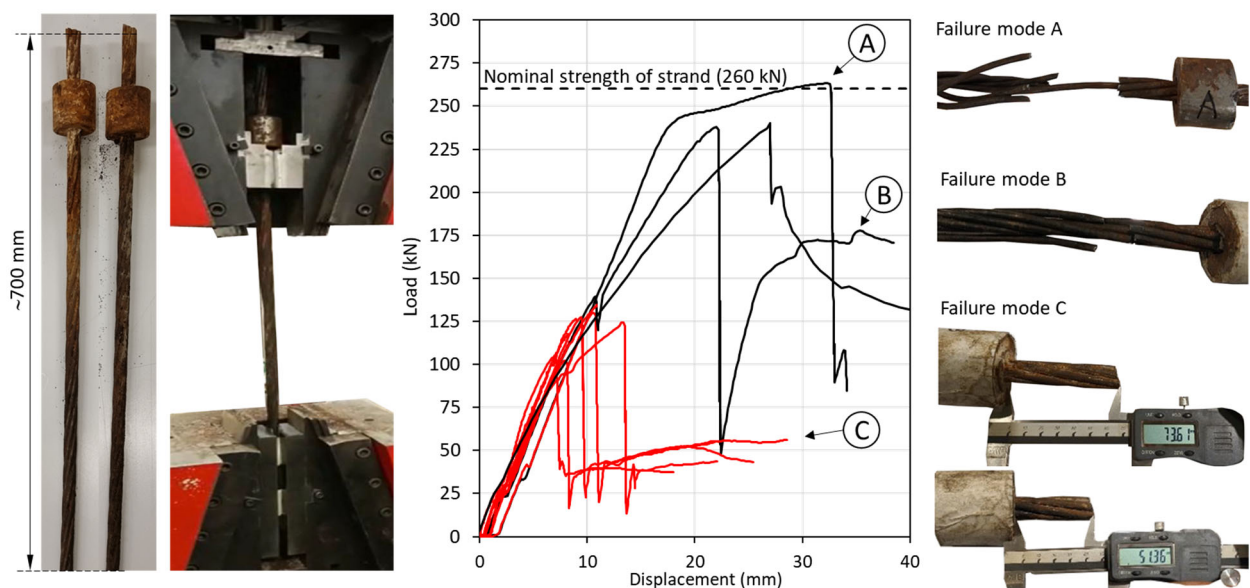 ~700 mm
Load (kN)
300
275
250
225
200
175
150
125
100
75
50
25
0
Nominal strength of strand (260 kN)
A
B
C
0
10
20
30
40
Displacement (mm)
Failure mode A
A
Failure mode B
Failure mode C
73.61
51.36